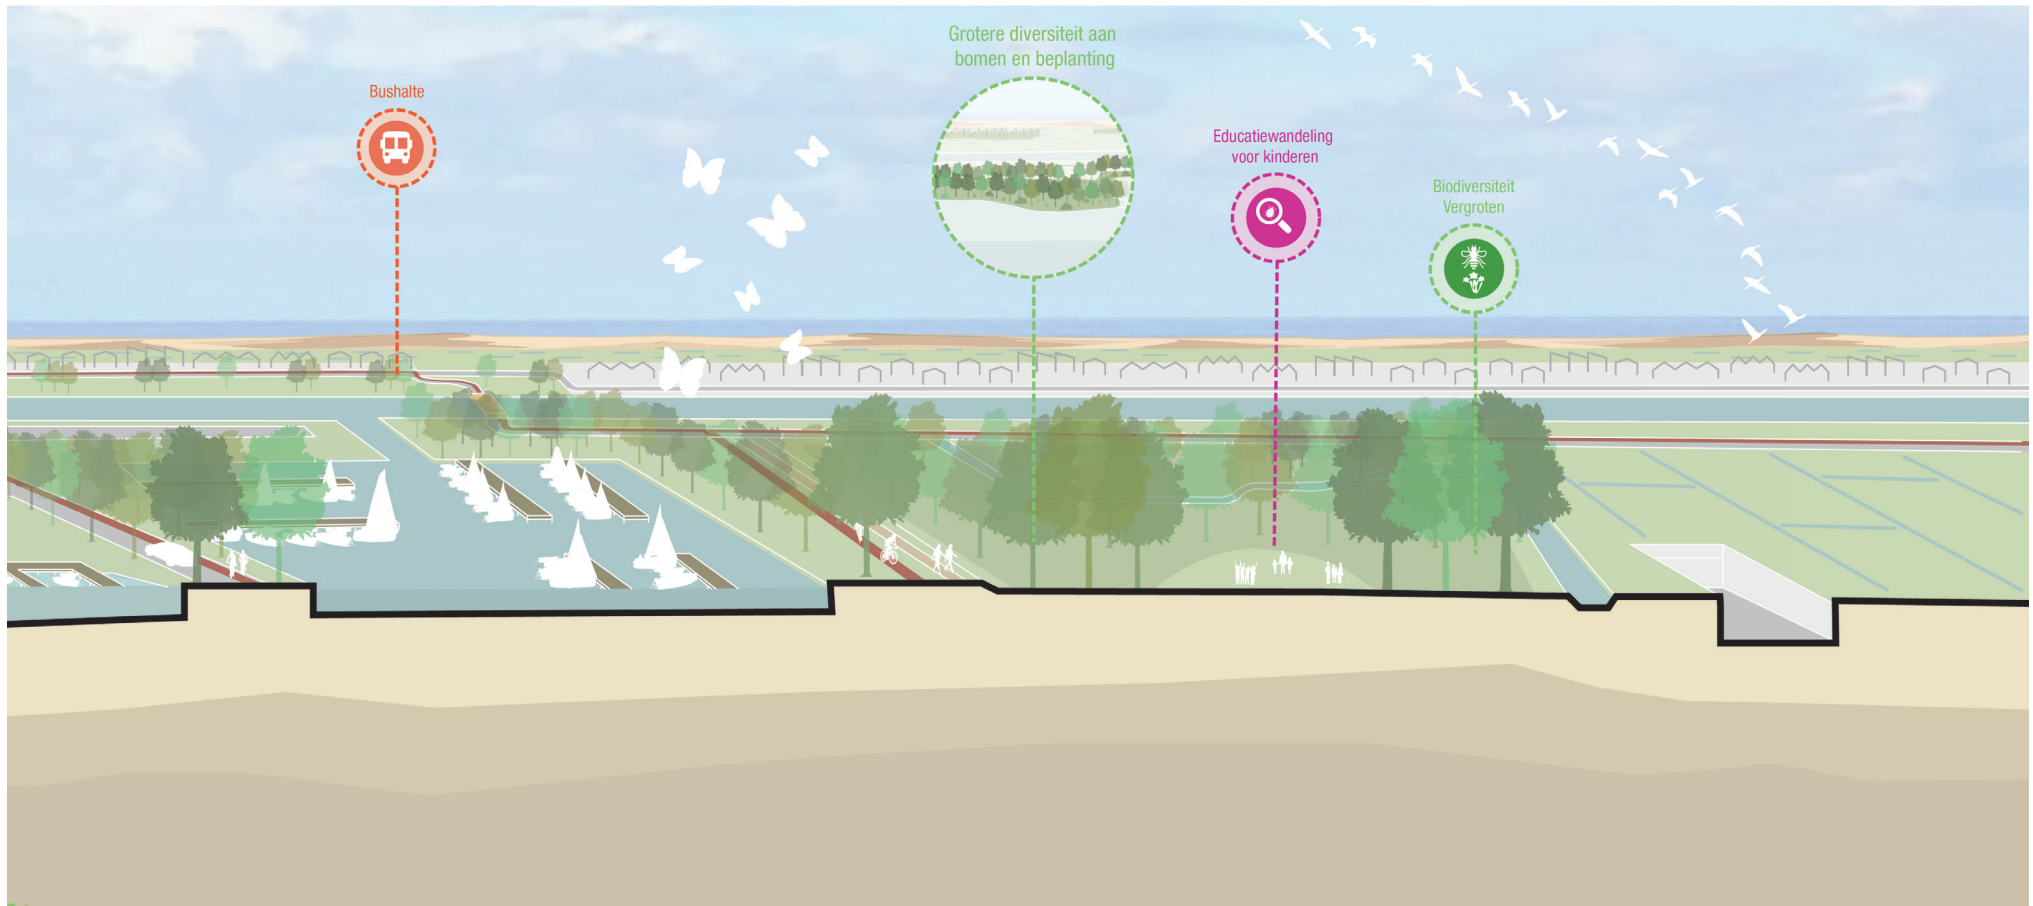 Grotere diversiteit aan
bomen en beplanting
Bushalte
Educatiewandeling
voor kinderen
Biodiversiteit
Vergroten